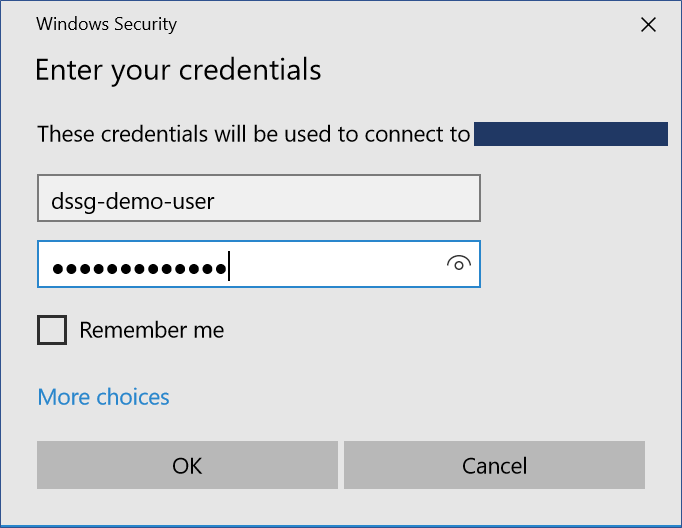 Windows Security
Enter your credentials
These credentials will be used to connect to
dssg-demo-user
●●●●●●●●●●●●●
Remember me
More choices
OK
Cancel